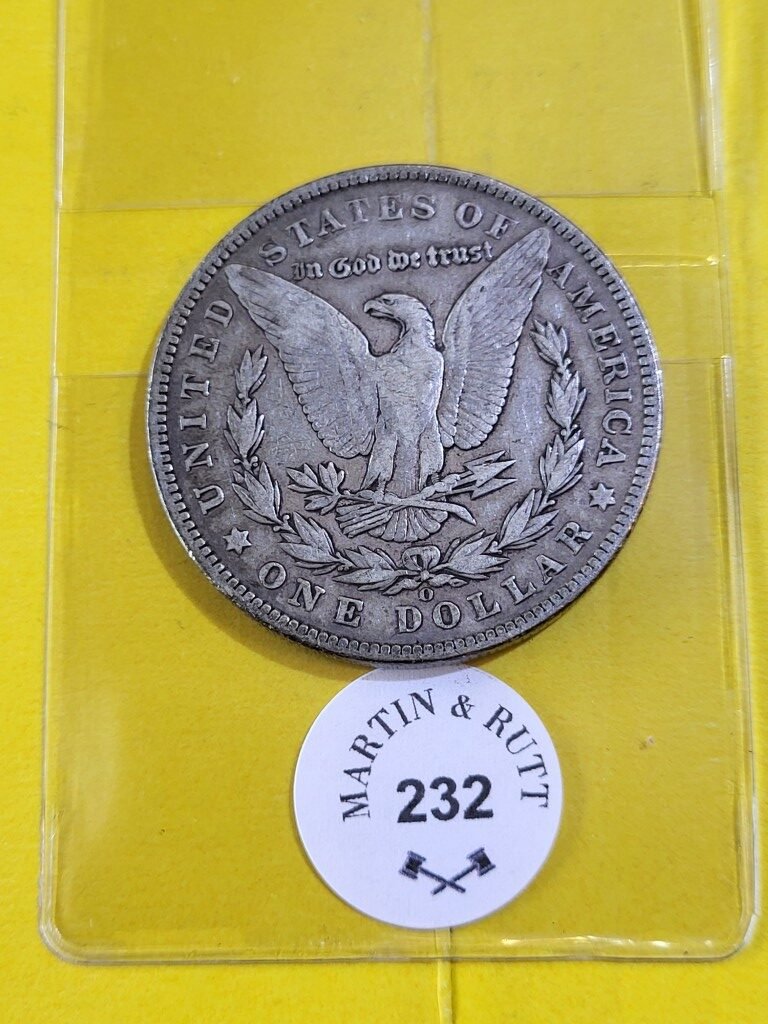 UNITED STATES OF AMERICA
In God we trust
O
ONE DOLLAR
MARTIN & RUTT
232